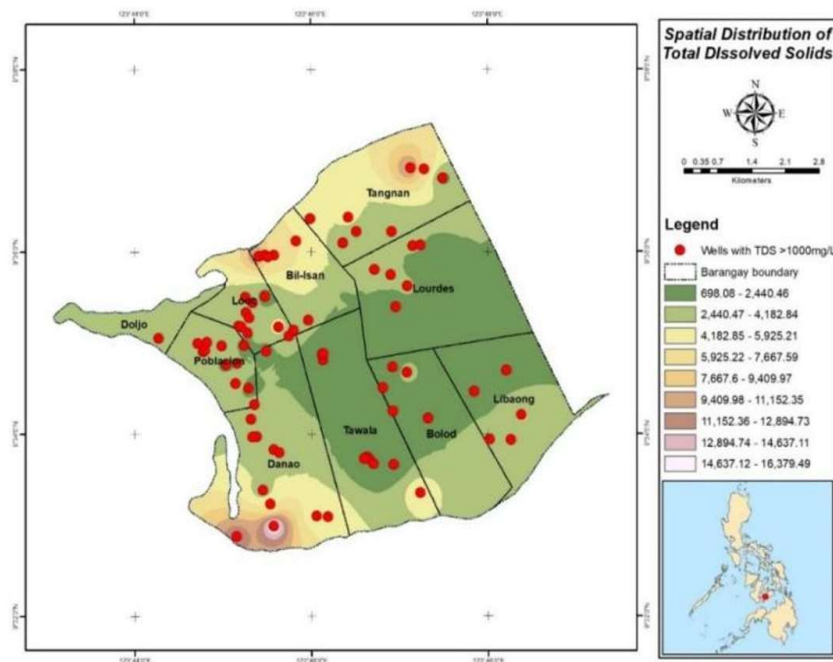 Spatial Distribution of
Total DIssolved Solids
N
W E
S
0 0.35 0.7 1.4 2.1 2.8
Kilometers
Legend
Wells with TDS >1000mg/L
Barangay boundary
698.08 - 2,440.46
2,440.47 - 4,182.84
4,182.85 - 5,925.21
5,925.22 - 7,667.59
7,667.6 - 9,409.97
9,409.98 - 11,152.35
11,152.36 - 12,894.73
12,894.74 - 14,637.11
14,637.12 - 16,379.49
Tangnan
Bil-Isan
Lourdes
Doljo
Poblacion
Libaong
Tawala
Bolod
Danao